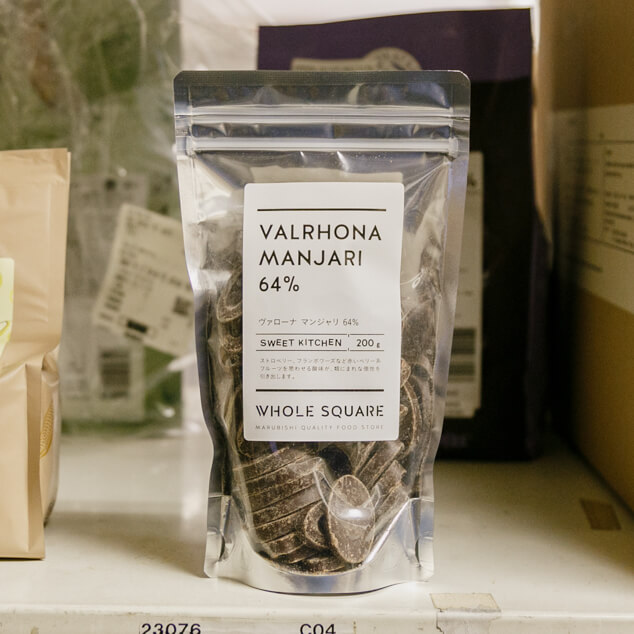 VALRHONA
MANJARI
64%
ヴァローナ マンジャリ 64%
SWEET KITCHEN 200g
ストロベリー、フランボワーズなど赤いベリー系
フルーツを思わせる酸味が、類にまれな個性を
引き出します。
WHOLE SQUARE
MARUBISHI QUALITY FOOD STORE
23076 C04